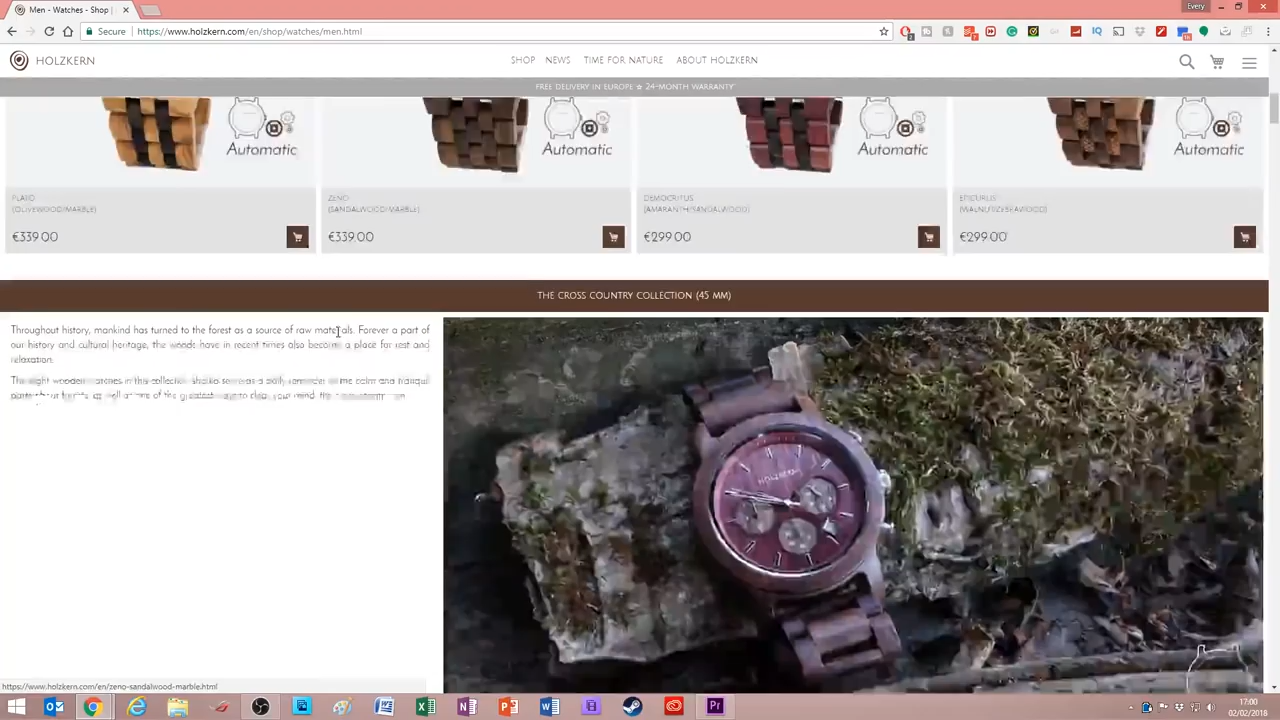 Men - Watches - Shop |
Every
Secure
https://www.holzkern.com/en/shop/watches/men.html
HOLZKERN
SHOP
NEWS
TIME FOR NATURE
ABOUT HOLZKERN
FREE DELIVERY IN EUROPE ☆ 24-MONTH WARRANTY
Automatic
Automatic
Automatic
Automatic
PLATO
(OLIVEWOOD/MARBLE)
€339.00
ZENO
(SANDALWOOD/MARBLE)
€339.00
DEMOCRITUS
(AMARANTH/SANDALWOOD)
€299.00
EPICURUS
(WALNUT/ZEBRAWOOD)
€299.00
THE CROSS COUNTRY COLLECTION (45 MM)
Throughout history, mankind has turned to the forest as a source of raw materials. Forever a part of
our history and cultural heritage, the woods have in recent times also become a place for rest and
relaxation.
HOLZKERN
https://www.holzkern.com/en/zeno-sandalwood-marble.html
17:00
02/02/2018